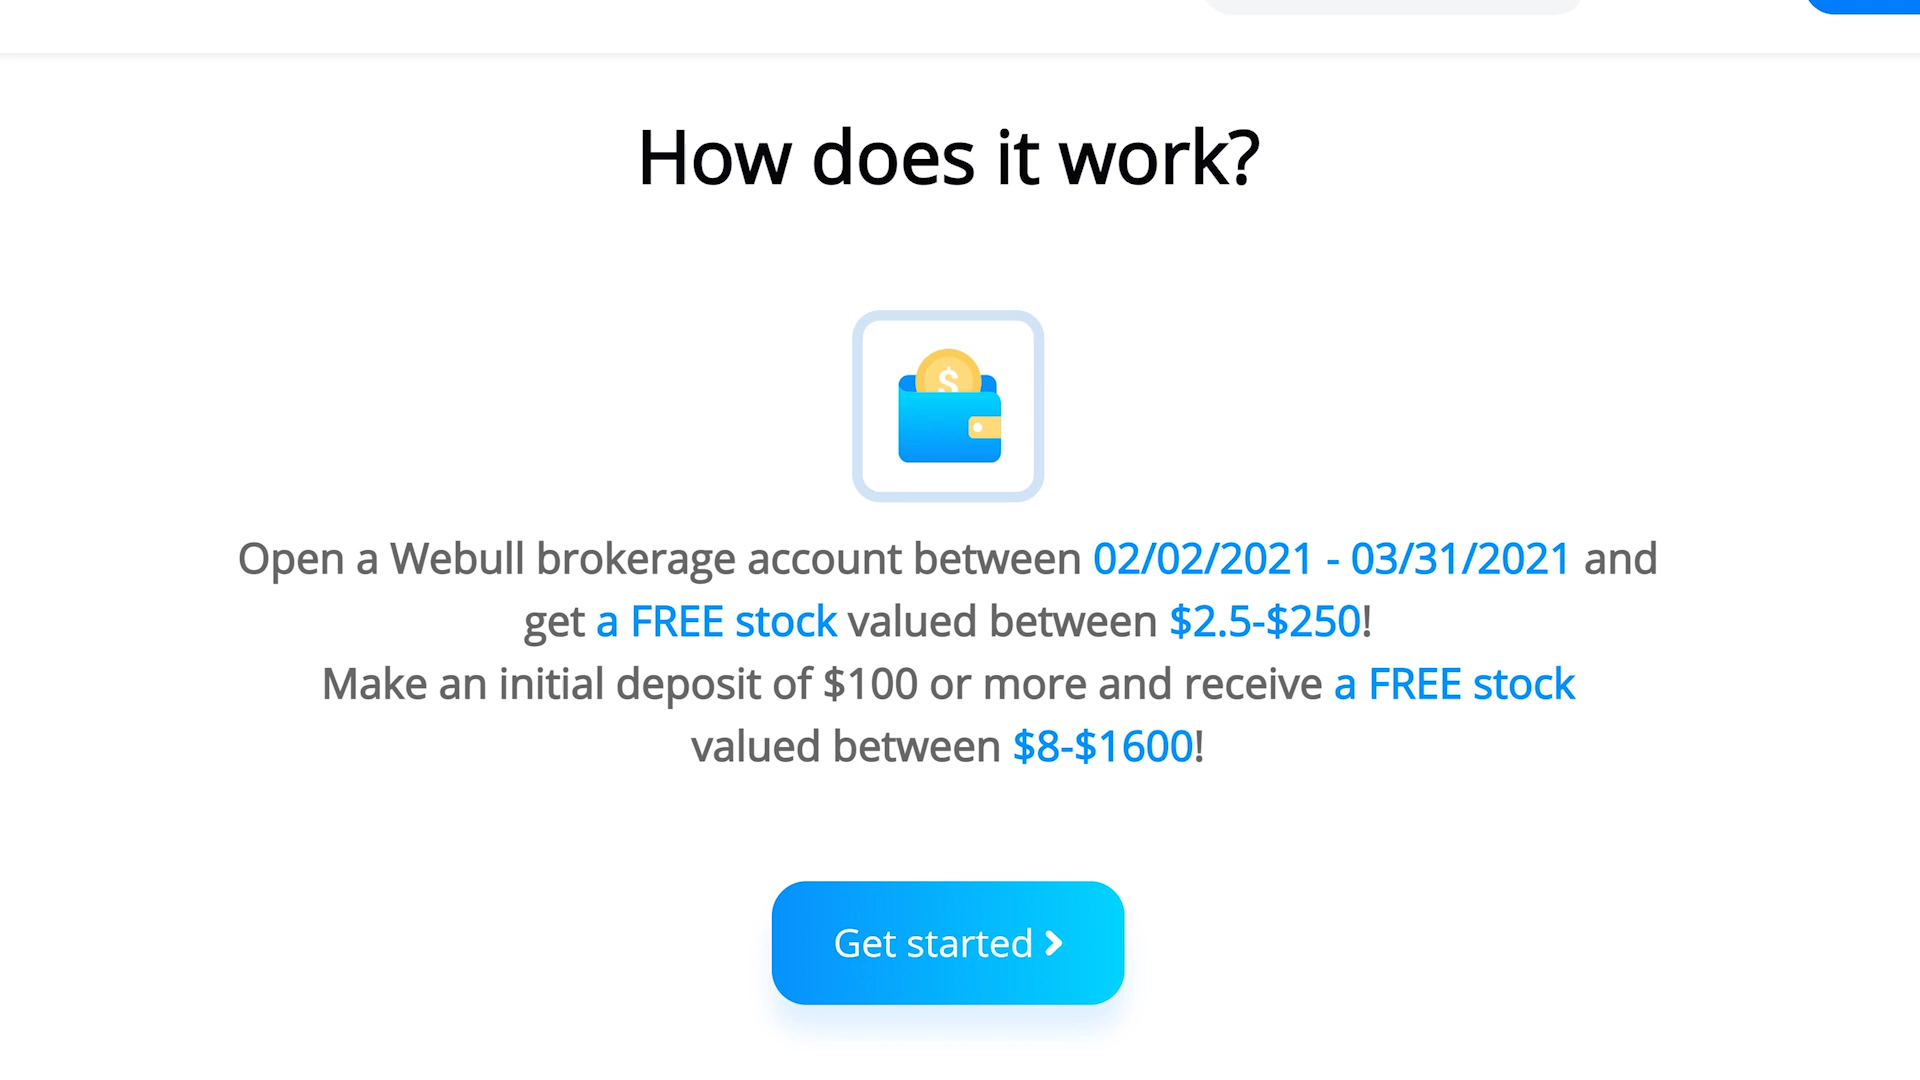 How does it work?
$
Open a Webull brokerage account between 02/02/2021 - 03/31/2021 and
get a FREE stock valued between $2.5-$250!
Make an initial deposit of $100 or more and receive a FREE stock
valued between $8-$1600!
Get started